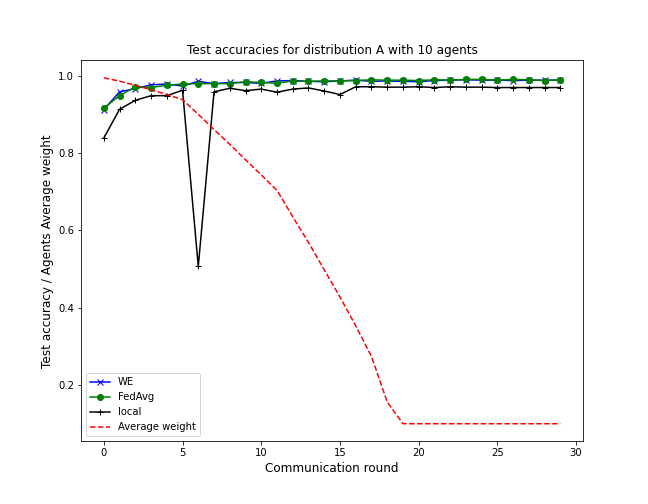 Test accuracies for distribution A with 10 agents
Test accuracy / Agents Average weight
1.0
0.8
0.6
0.4
0.2
WE
FedAvg
local
Average weight
0
5
10
15
20
25
30
Communication round